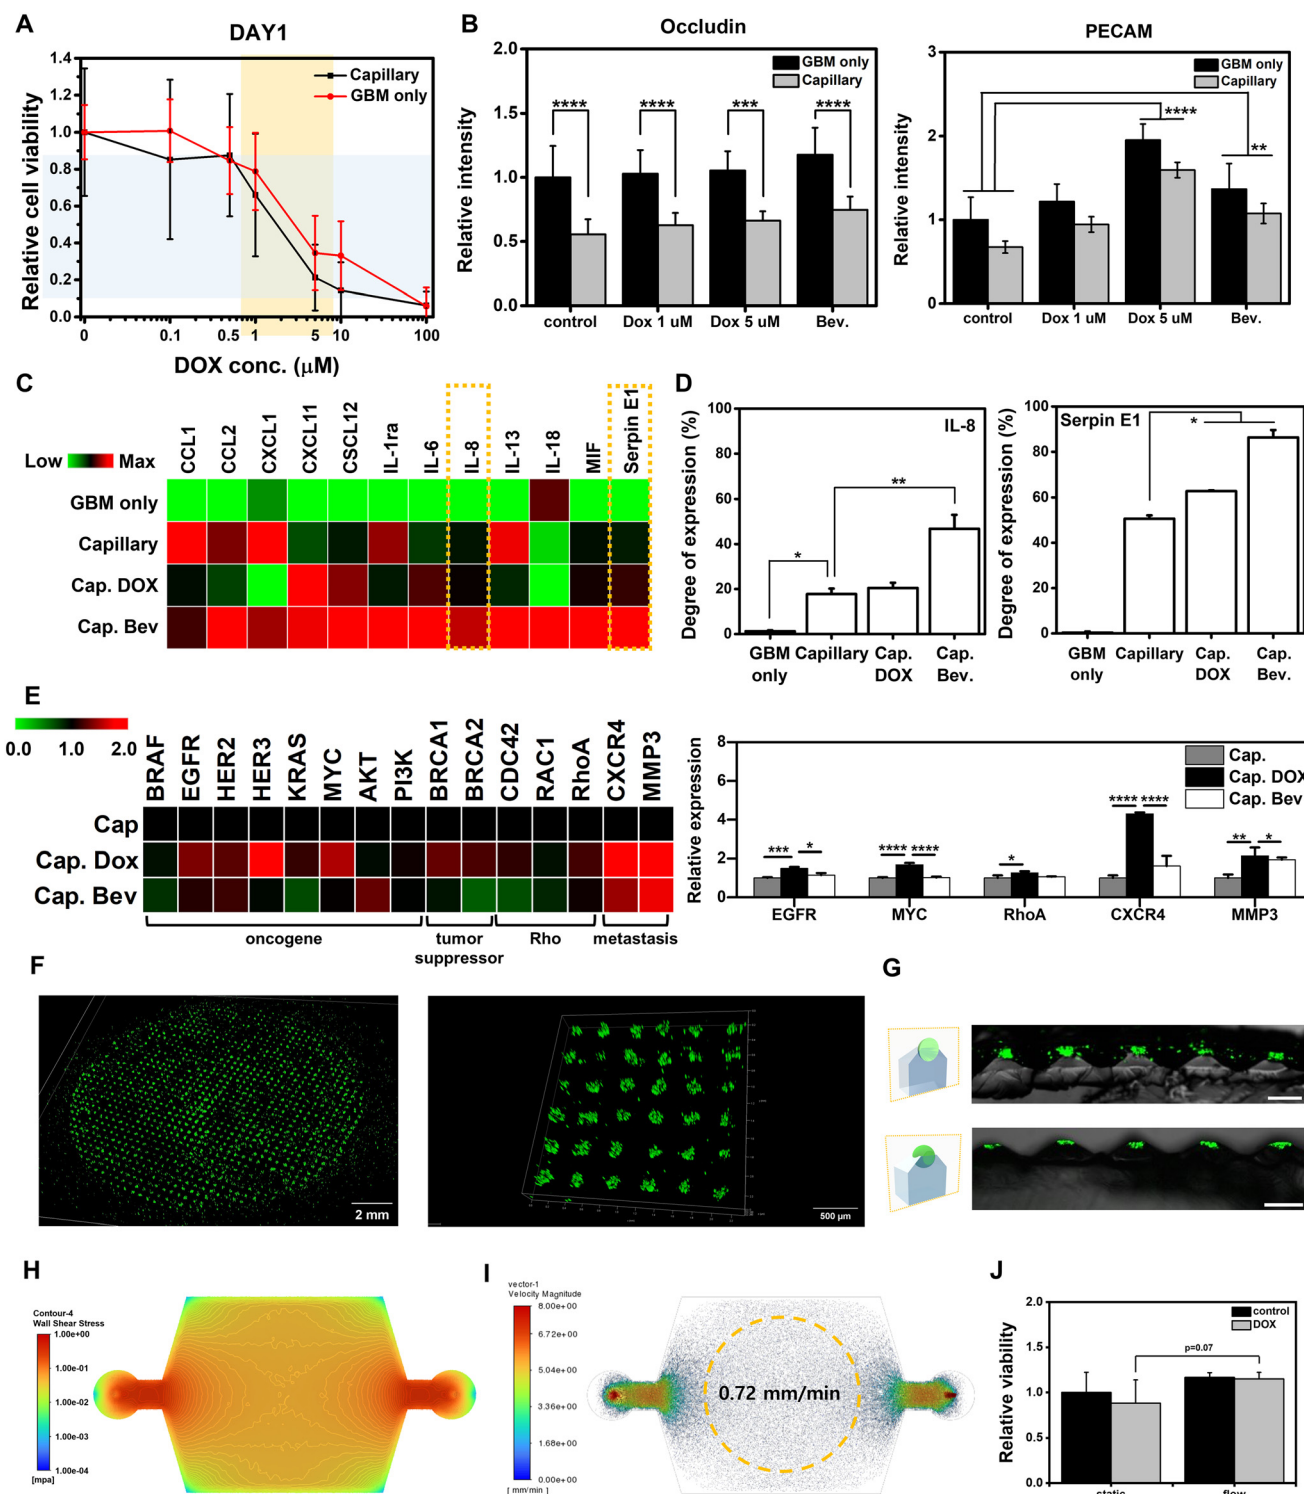 A
DAY1
Capillary
GBM only
Relative cell viability
1.4
1.2
1.0
0.8
0.6
0.4
0.2
0.0
0 0.1 0.5 1 5 10 100
DOX conc. (μM)
B
Occludin
GBM only
Capillary
Relative intensity
2.0
1.5
1.0
0.5
0.0
**** **** *** ****
control Dox 1 uM Dox 5 uM Bev.
PECAM
GBM only
Capillary
Relative intensity
3
2
1
0
****
**
control Dox 1 uM Dox 5 uM Bev.
C
Low Max
CCL1
CCL2
CXCL1
CXCL11
CSCL12
IL-1ra
IL-6
IL-8
IL-13
IL-18
MIF
Serpin E1
GBM only
Capillary
Cap. DOX
Cap. Bev
D
IL-8
Degree of expression (%)
100
80
60
40
20
0
*
**
GBM only
Capillary
Cap. DOX
Cap. Bev.
Serpin E1
Degree of expression (%)
100
80
60
40
20
0
*
GBM only
Capillary
Cap. DOX
Cap. Bev.
E
0.0 1.0 2.0
BRAF
EGFR
HER2
HER3
KRAS
MYC
AKT
PI3K
BRCA1
BRCA2
CDC42
RAC1
RhoA
CXCR4
MMP3
Cap
Cap. Dox
Cap. Bev
oncogene
tumor suppressor
Rho
metastasis
Relative expression
8
6
4
2
0
Cap.
Cap. DOX
Cap. Bev
*** *
**** ****
*
**** ****
** *
EGFR MYC RhoA CXCR4 MMP3
F
2 mm
500 μm
G
H
Contour-4
Wall Shear Stress
1.00e+00
1.00e-01
1.00e-02
1.00e-03
1.00e-04
[mpa]
I
vector-1
Velocity Magnitude
8.00e+00
6.72e+00
5.04e+00
3.36e+00
1.68e+00
0.00e+00
[ mm/min ]
0.72 mm/min
J
control
DOX
Relative viability
2.0
1.5
1.0
0.5
0.0
p=0.07
static flow